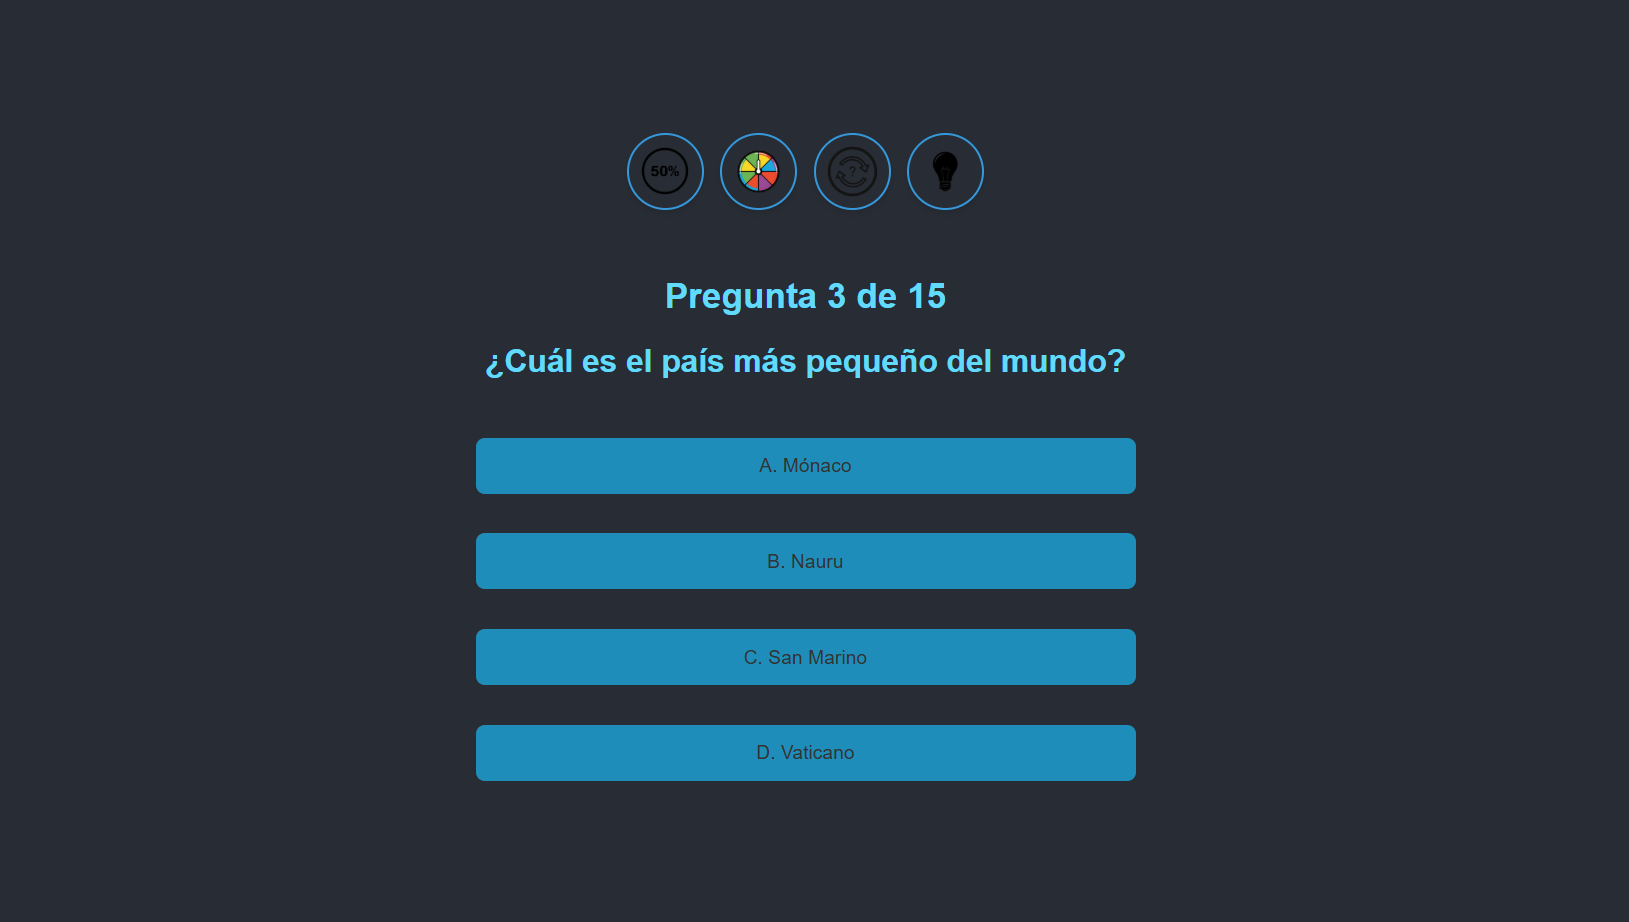 50%
?
Pregunta 3 de 15
¿Cuál es el país más pequeño del mundo?
A. Mónaco
B. Nauru
C. San Marino
D. Vaticano